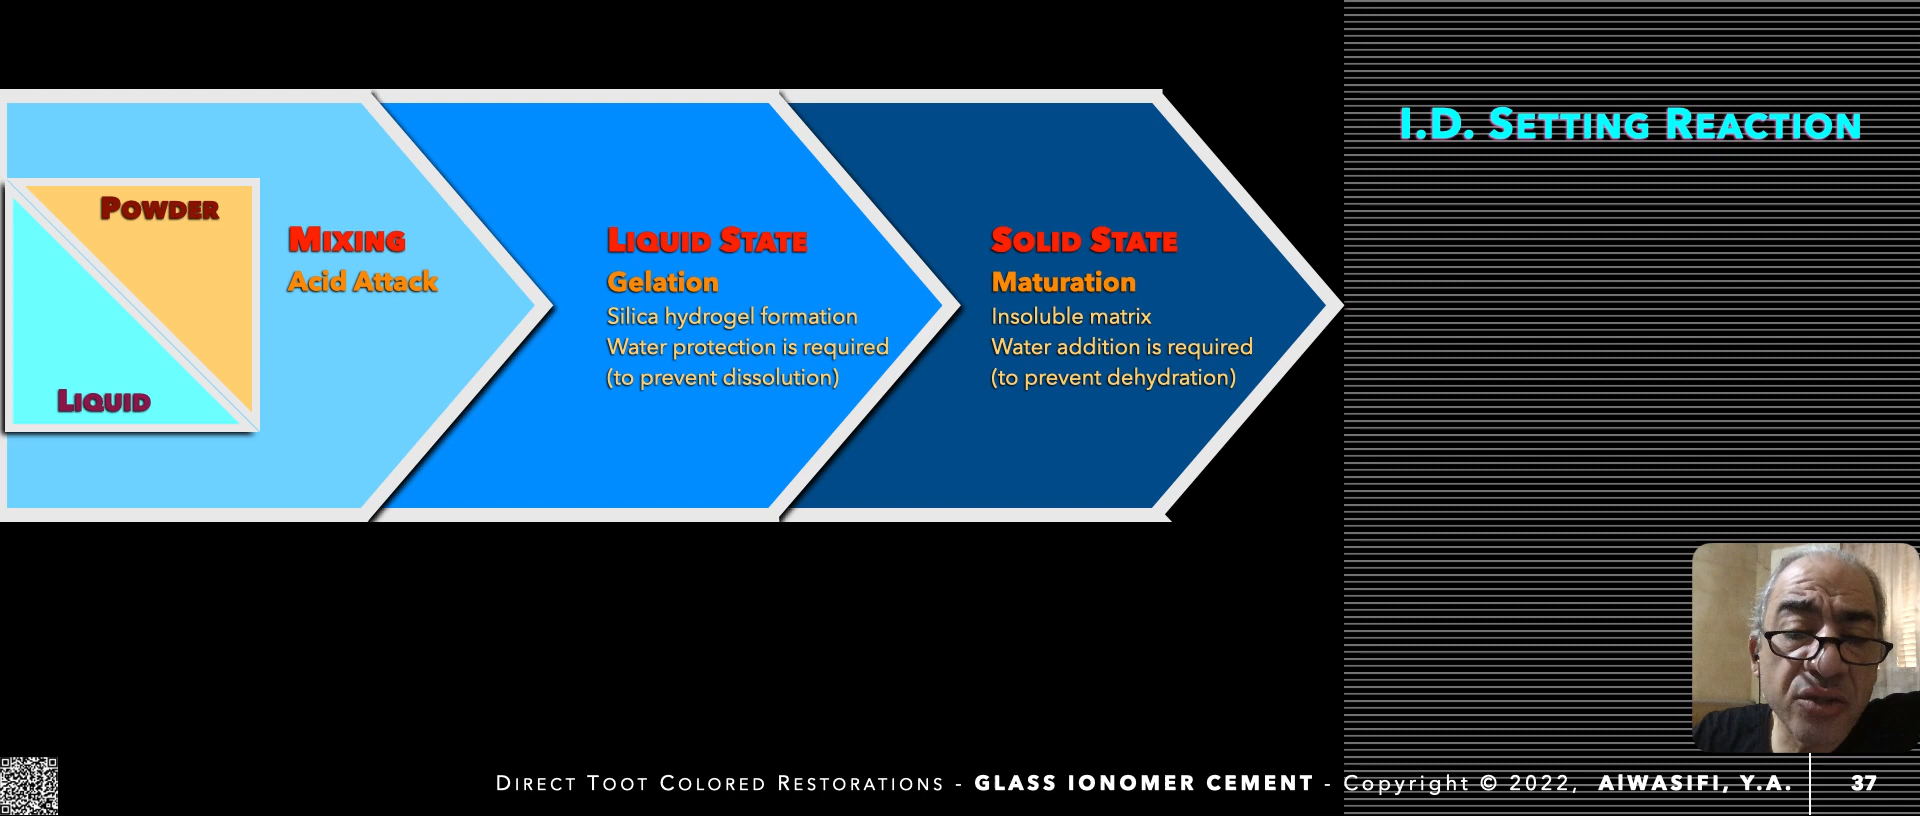 I.D. SETTING REACTION
POWDER
LIQUID
MIXING
Acid Attack
LIQUID STATE
Gelation
Silica hydrogel formation
Water protection is required
(to prevent dissolution)
SOLID STATE
Maturation
Insoluble matrix
Water addition is required
(to prevent dehydration)
DIRECT TOOT COLORED RESTORATIONS - GLASS IONOMER CEMENT - Copyright © 2022, AlWASIFI, Y.A. 37